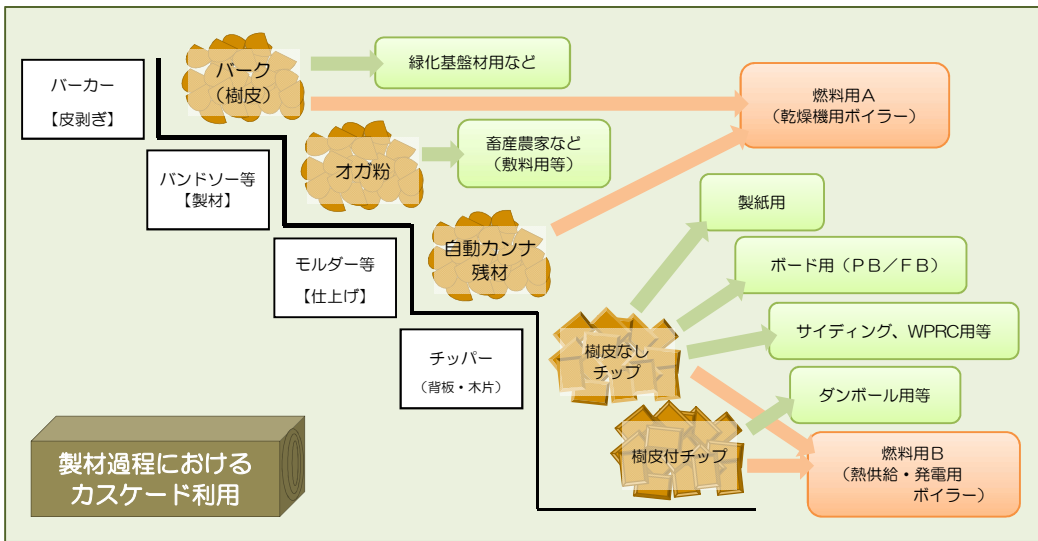 バーカー
【皮剥ぎ】
バーク
（樹皮）
緑化基盤材用など
燃料用Ａ
（乾燥機用ボイラー）
バンドソー等
【製材】
オガ粉
畜産農家など
（敷料用等）
モルダー等
【仕上げ】
自動カンナ
残材
製紙用
ボード用（ＰＢ／ＦＢ）
サイディング、WPRC用等
チッパー
（背板・木片）
樹皮なし
チップ
ダンボール用等
樹皮付チップ
燃料用Ｂ
（熱供給・発電用
ボイラー）
製材過程における
カスケード利用